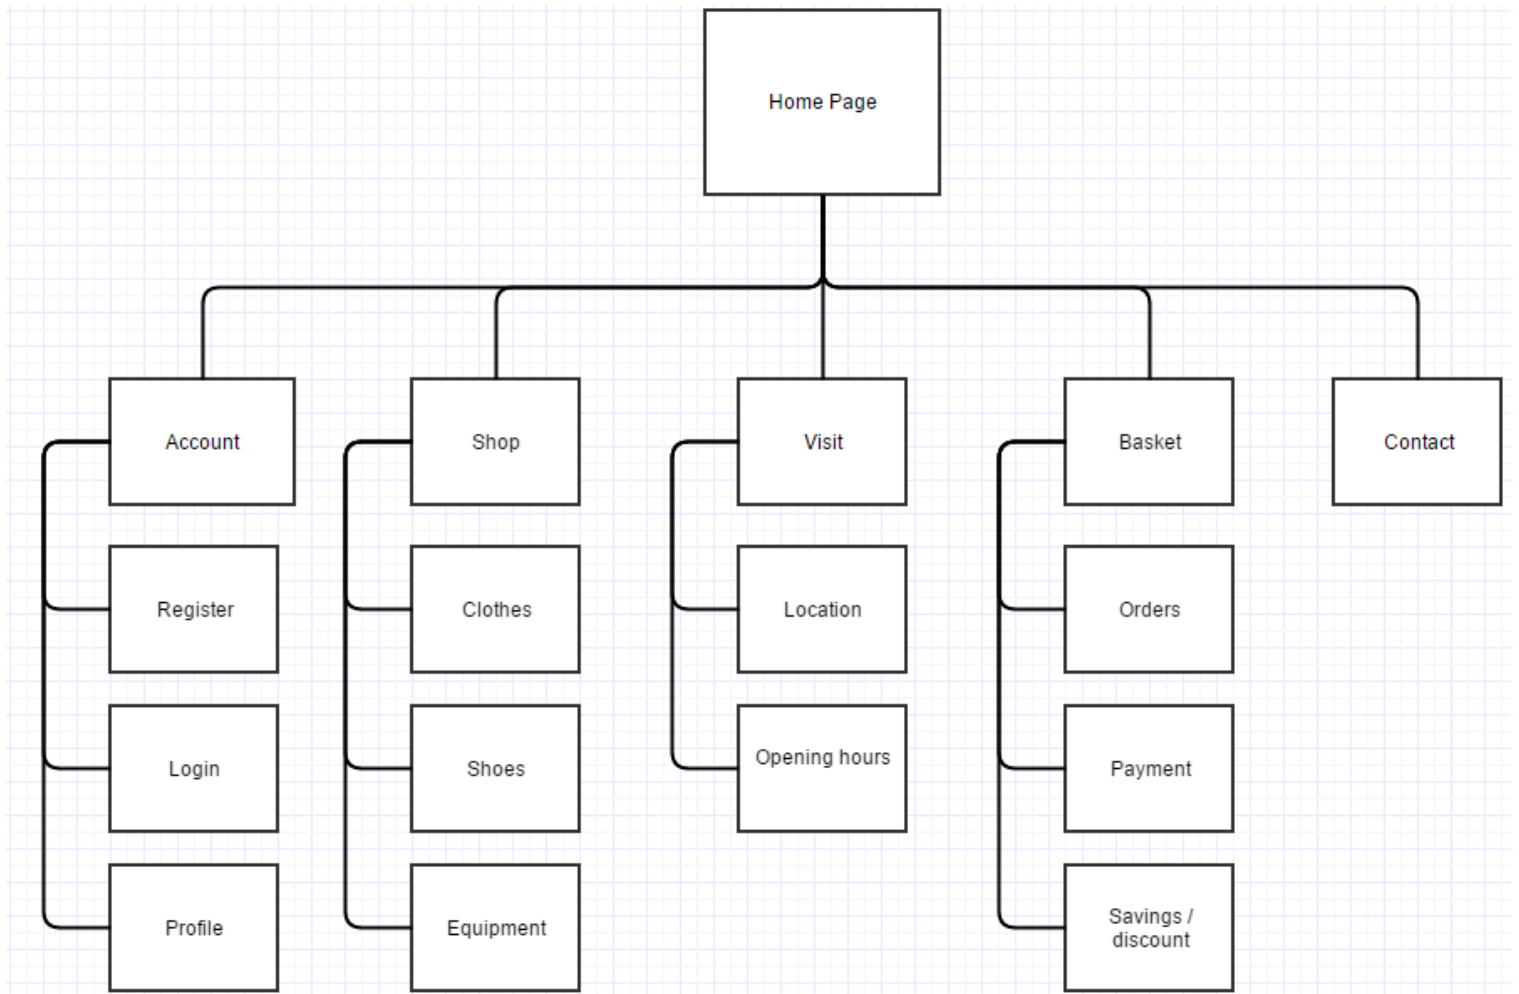 Home Page
Account
Shop
Visit
Basket
Contact
Register
Clothes
Location
Orders
Login
Shoes
Opening hours
Payment
Profile
Equipment
Savings /
discount